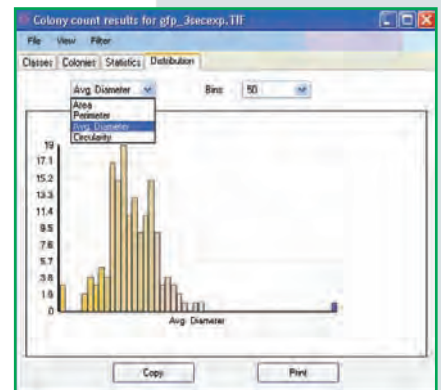 Colony count results for gfp_3secexp.TIF
File View Filter
Classes Colonies Statistics Distribution
Avg. Diameter Bins 50
Area
Perimeter
Avg. Diameter
Circularity
19
17.1
15.2
13.3
11.4
9.5
7.6
5.7
3.8
1.9
0
Avg. Diameter
Copy Print